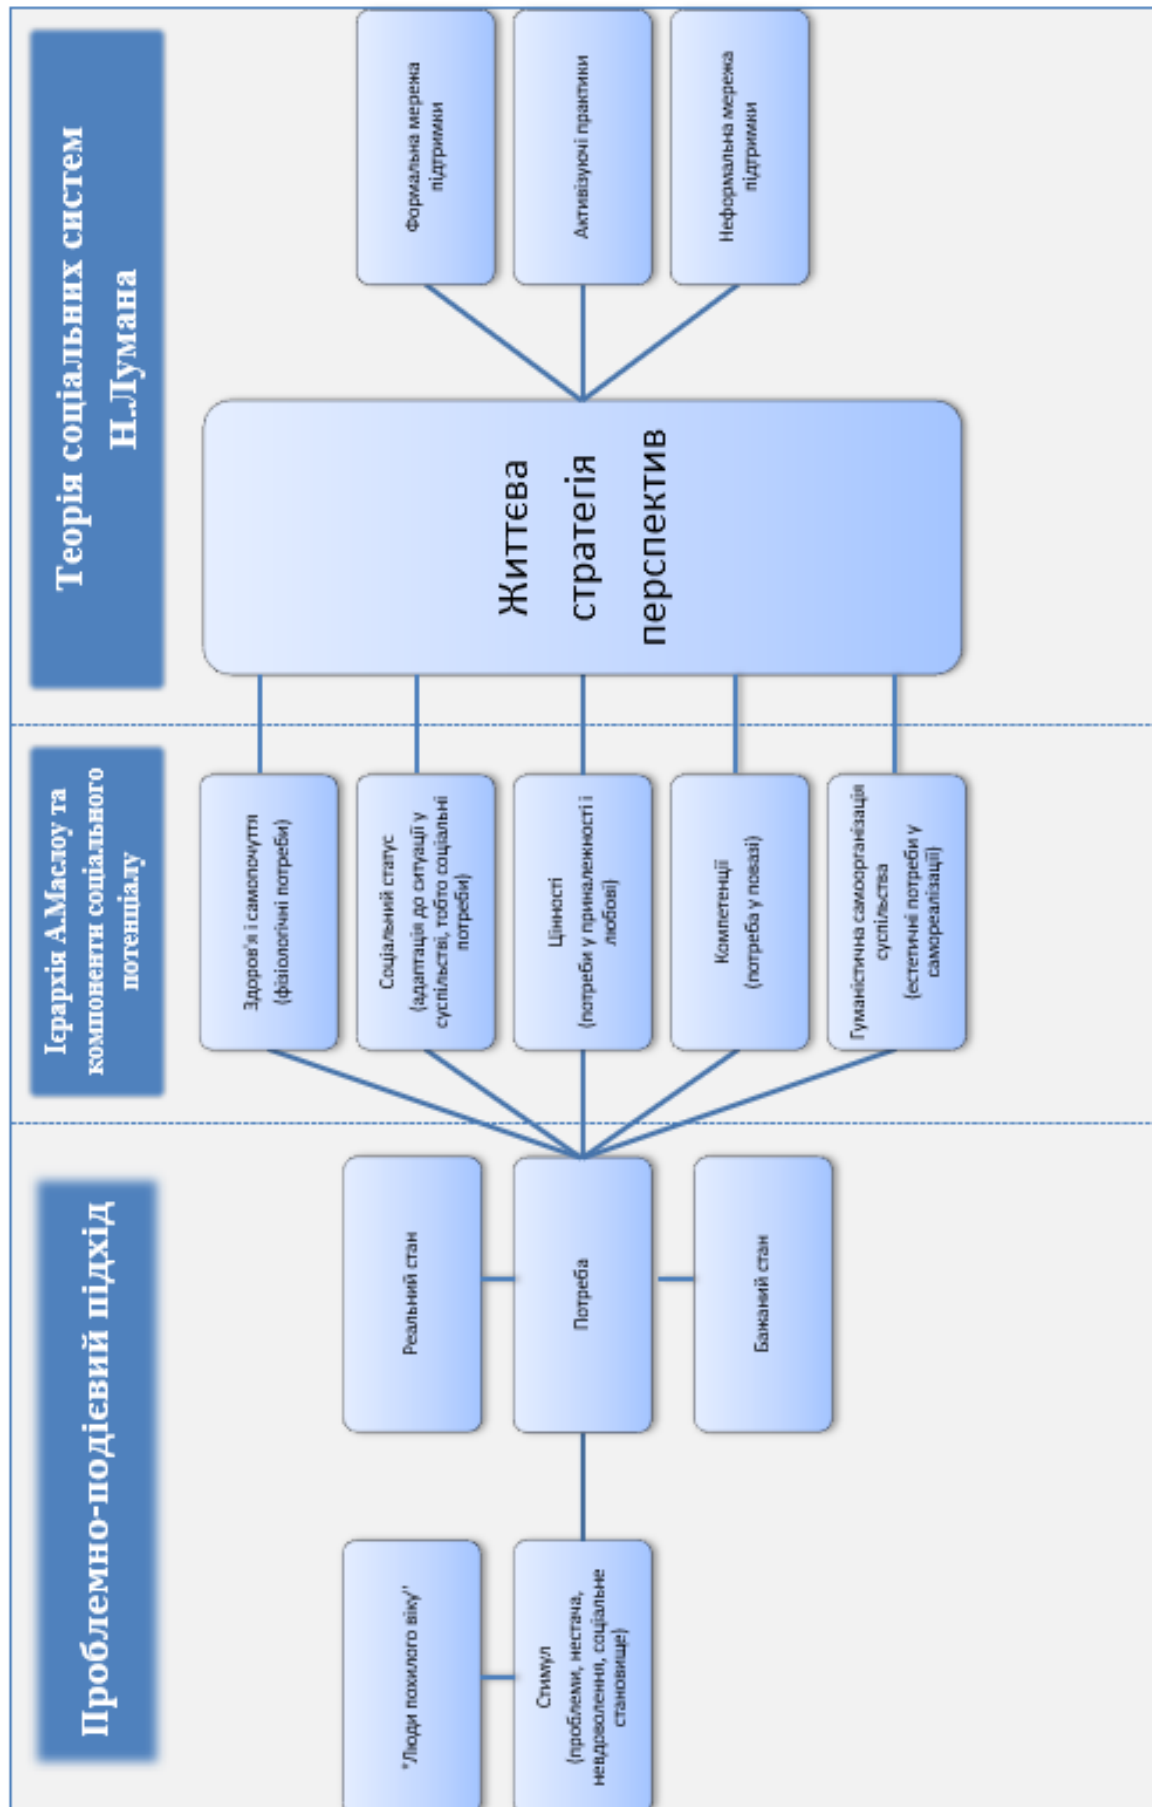 Проблемно-подієвий підхід
Ієрархія А.Маслоу та
компоненти соціального
потенціалу
Теорія соціальних систем
Н.Лумана
"Люди похилого віку"
Стимул
(проблеми, нестача,
невдоволення, соціальне
становище)
Реальний стан
Потреба
Бажаний стан
Здоров'я і самопочуття
(фізіологічні потреби)
Соціальний статус
(адаптація до ситуації у
суспільстві, тобто соціальні
потреби)
Цінності
(потреби у приналежності і
любові)
Компетенції
(потреба у повазі)
Гуманістична самоорганізація
суспільства
(естетичні потреби у
самореалізації)
Життєва
стратегія
перспектив
Формальна мережа
підтримки
Активізуючі практики
Неформальна мережа
підтримки